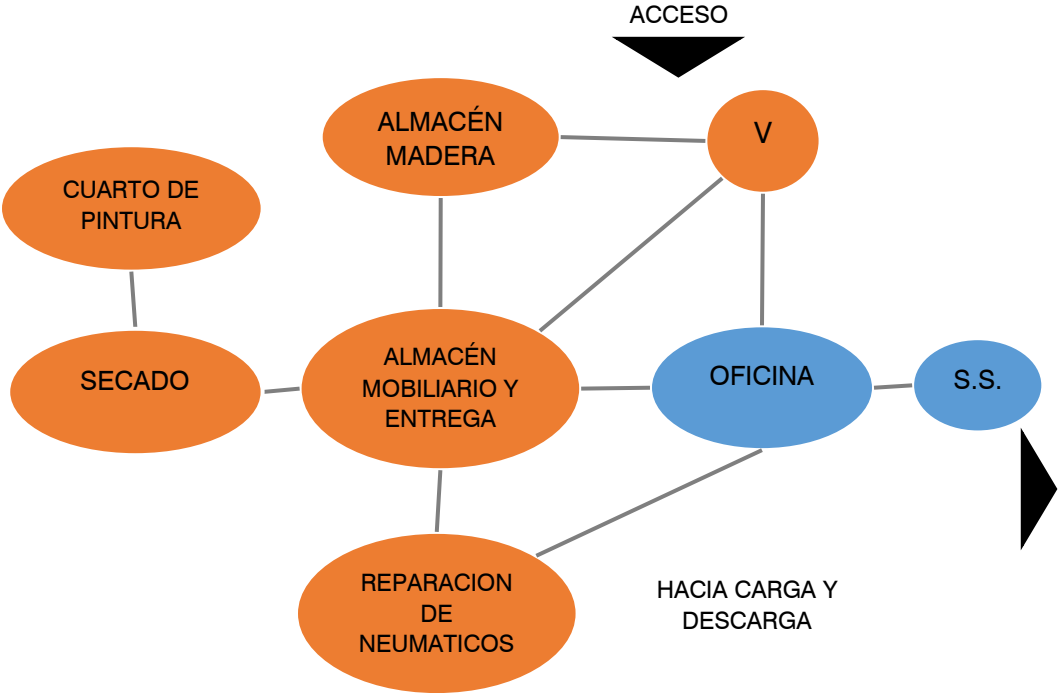 ACCESO
ALMACÉN
MADERA
V
CUARTO DE
PINTURA
SECADO
ALMACÉN
MOBILIARIO Y
ENTREGA
OFICINA
S.S.
REPARACION
DE
NEUMATICOS
HACIA CARGA Y
DESCARGA